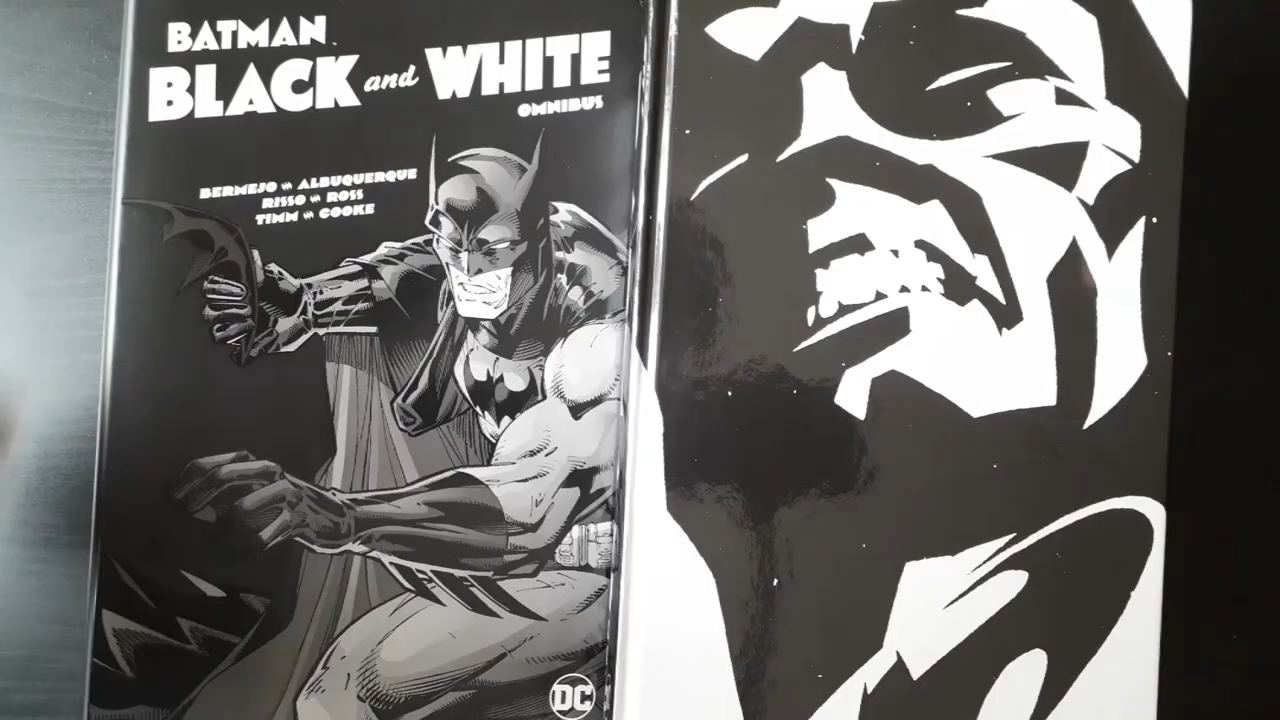 BATMAN
BLACK and WHITE
OMNIBUS
BERMEJO ALBUQUERQUE
RISSO ROSS
TIMM COOKE
DC